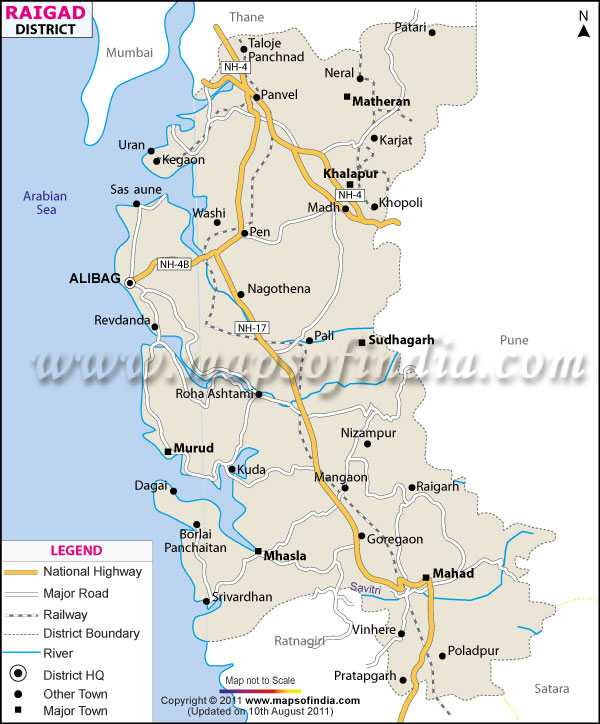 RAIGAD
DISTRICT
Thane
N
Patari
Taloje
Panchnad
Mumbai
NH-4
Neral
Panvel
Matheran
Uran
Karjat
Kegaon
Khalapur
Sas aune
NH-4
Arabian
Sea
Washi
Madh
Khopoli
Pen
NH-4B
ALIBAG
Nagothena
Revdanda
NH-17
Pali
Sudhagarh
Pune
www.mapsofindia.com
Roha Ashtami
Nizampur
Murud
Kuda
Mangaon
Dagai
Raigarh
Borlai
Panchaitan
Goregaon
Mhasla
Mahad
Savitri
Srivardhan
Vinhere
Ratnagiri
Poladpur
Pratapgarh
Satara
LEGEND
National Highway
Major Road
Railway
District Boundary
River
District HQ
Other Town
Major Town
Map not to Scale
Copyright © 2011 www.mapsofindia.com
(Updated on 10th August 2011)